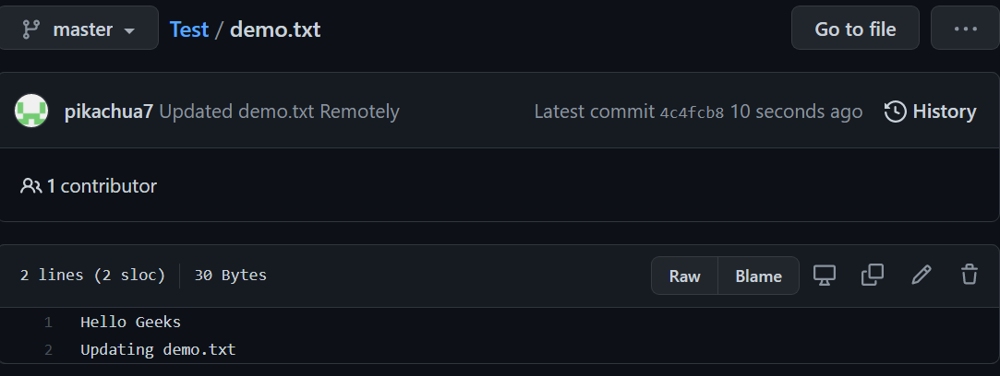 master Test / demo.txt Go to file ...
pikachua7 Updated demo.txt Remotely Latest commit 4c4fcb8 10 seconds ago History
1 contributor
2 lines (2 sloc) 30 Bytes Raw Blame
1 Hello Geeks
2 Updating demo.txt